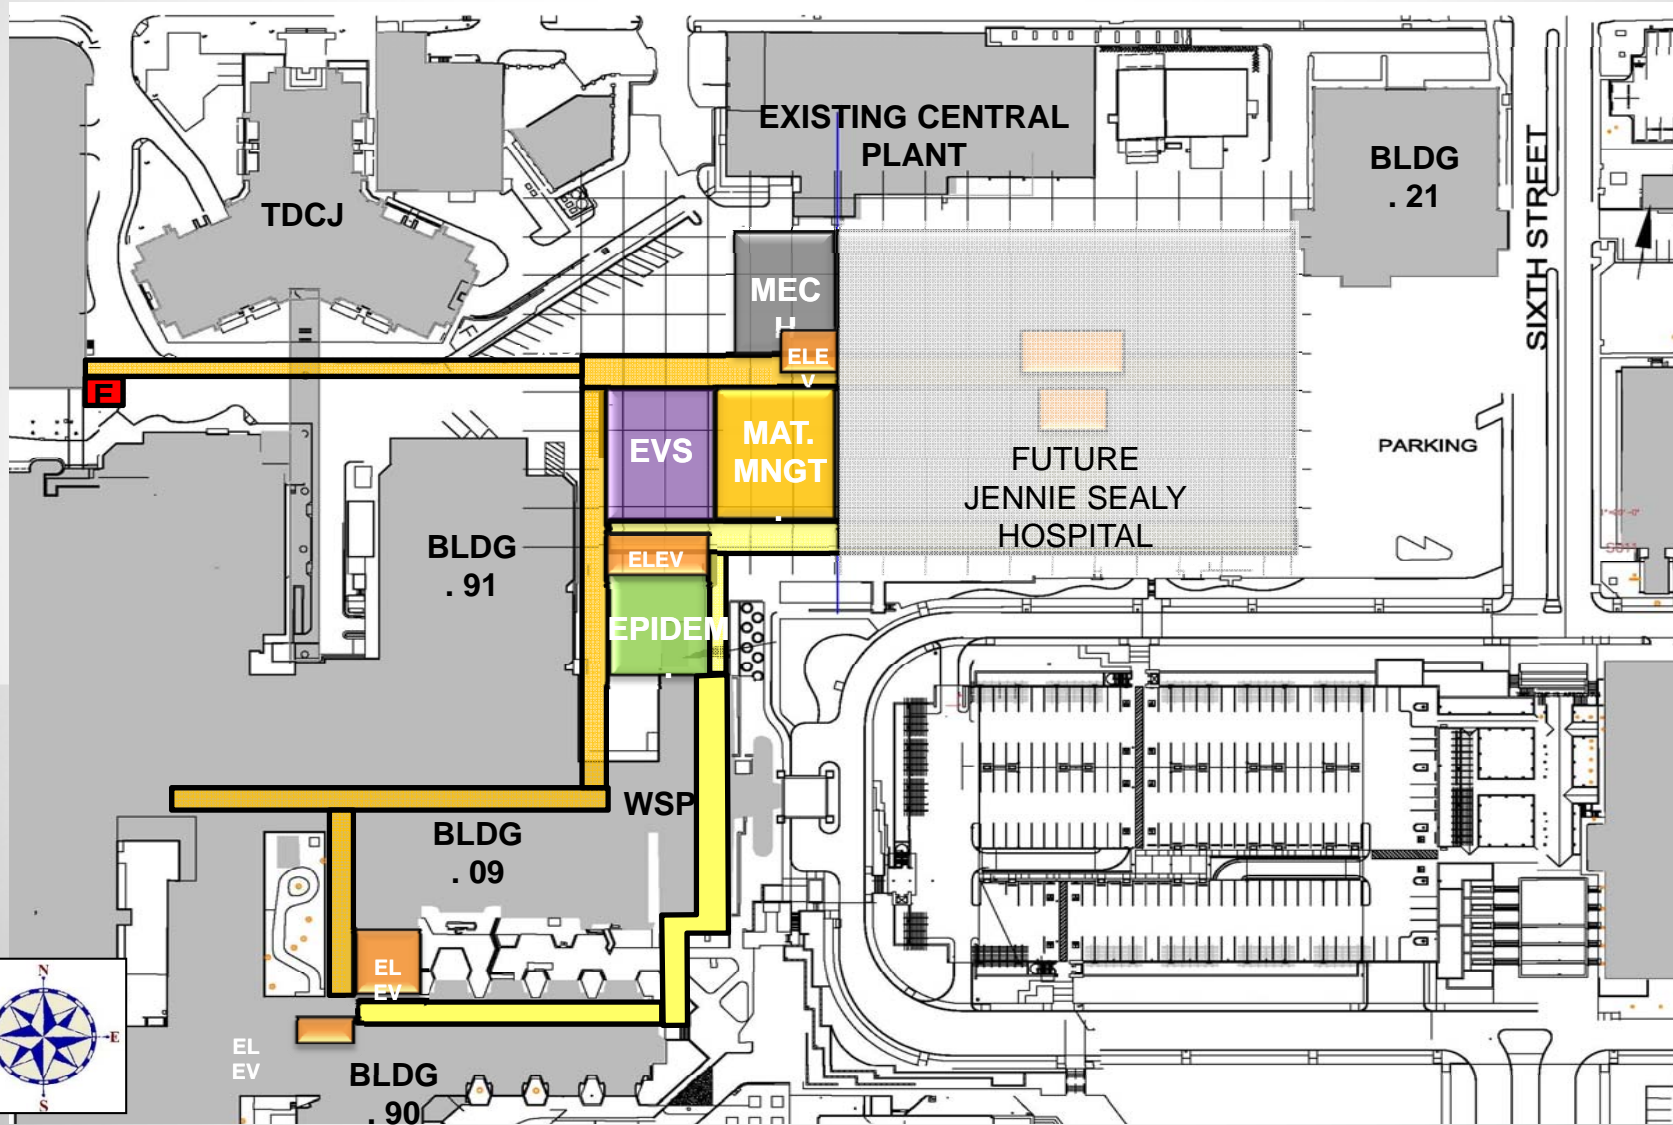 EXISTING CENTRAL
PLANT
BLDG
. 21
SIXTH STREET
TDCJ
MEC
H
ELE
V
F
EVS
MAT.
MNGT
.
PARKING
FUTURE
JENNIE SEALY
HOSPITAL
BLDG
. 91
ELEV
EPIDEM
.
WSP
BLDG
. 09
EL
EV
N
E
S
EL
EV
BLDG
. 90